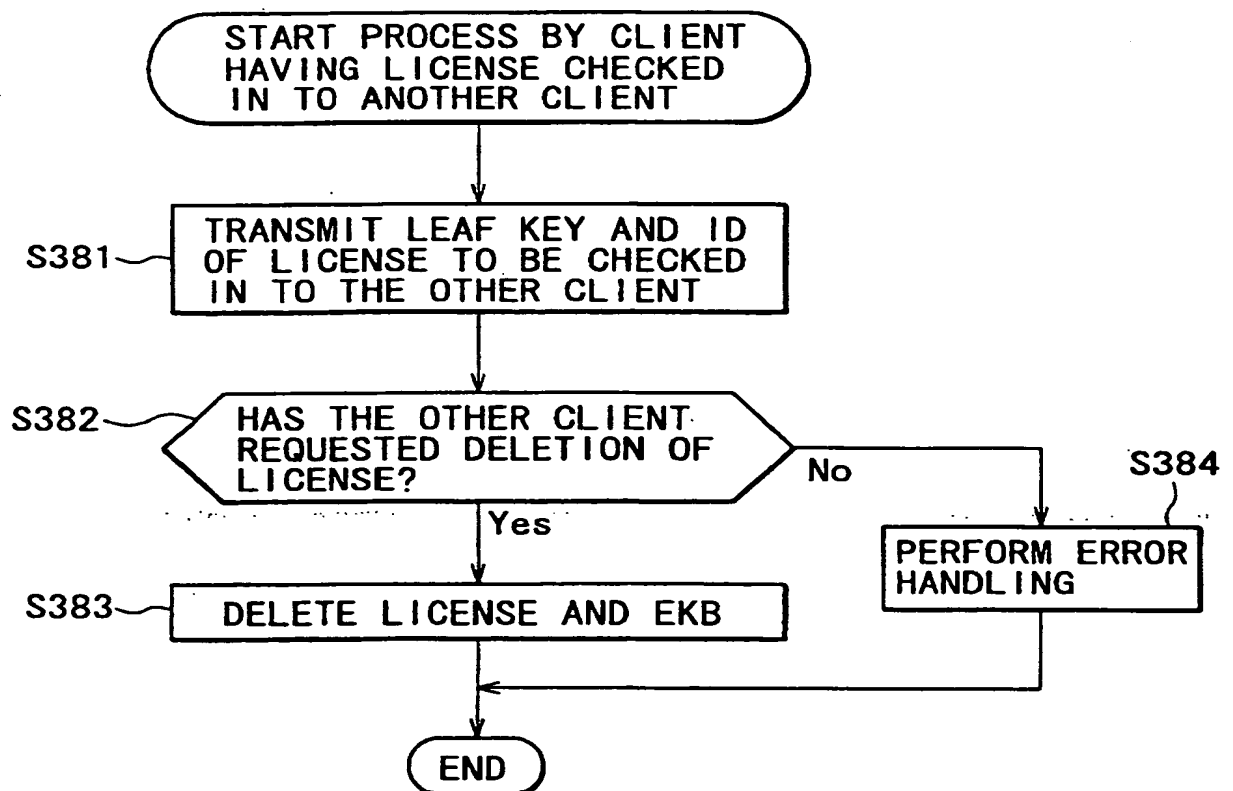 START PROCESS BY CLIENT
HAVING LICENSE CHECKED
IN TO ANOTHER CLIENT
S381
TRANSMIT LEAF KEY AND ID
OF LICENSE TO BE CHECKED
IN TO THE OTHER CLIENT
S382
HAS THE OTHER CLIENT
REQUESTED DELETION OF
LICENSE?
No
S384
Yes
PERFORM ERROR
HANDLING
S383
DELETE LICENSE AND EKB
END